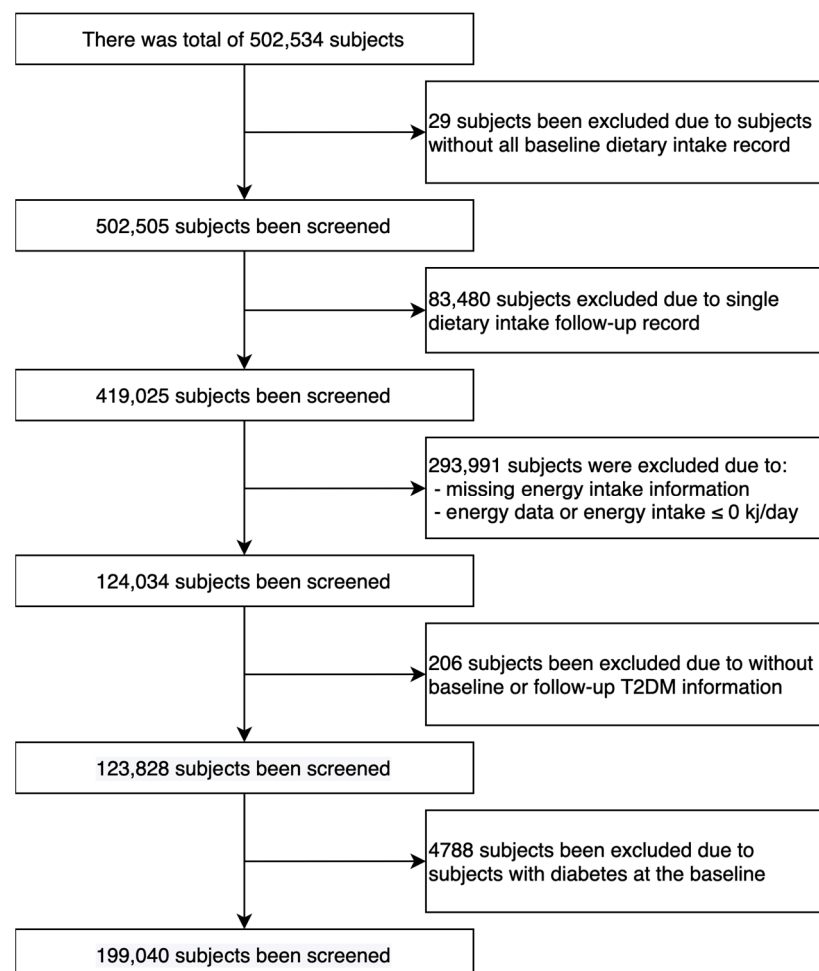 There was total of 502,534 subjects
29 subjects been excluded due to subjects
without all baseline dietary intake record
502,505 subjects been screened
83,480 subjects excluded due to single
dietary intake follow-up record
419,025 subjects been screened
293,991 subjects were excluded due to:
- missing energy intake information
- energy data or energy intake ≤ 0 kj/day
124,034 subjects been screened
206 subjects been excluded due to without
baseline or follow-up T2DM information
123,828 subjects been screened
4788 subjects been excluded due to
subjects with diabetes at the baseline
199,040 subjects been screened